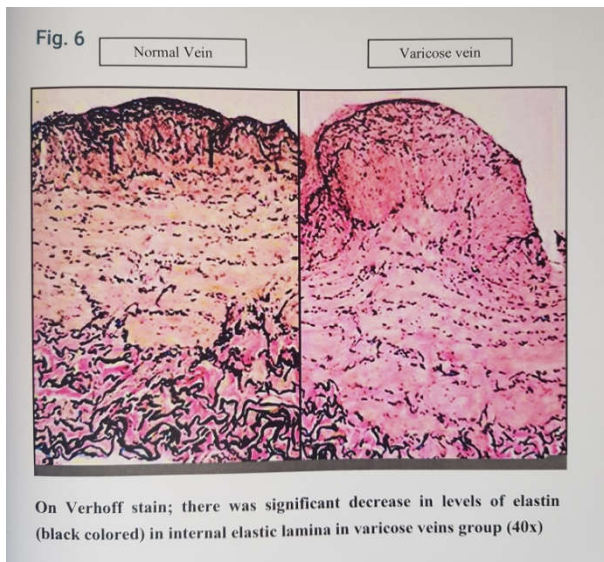 Fig. 6
Normal Vein
Varicose vein
On Verhoff stain; there was significant decrease in levels of elastin
(black colored) in internal elastic lamina in varicose veins group (40x)